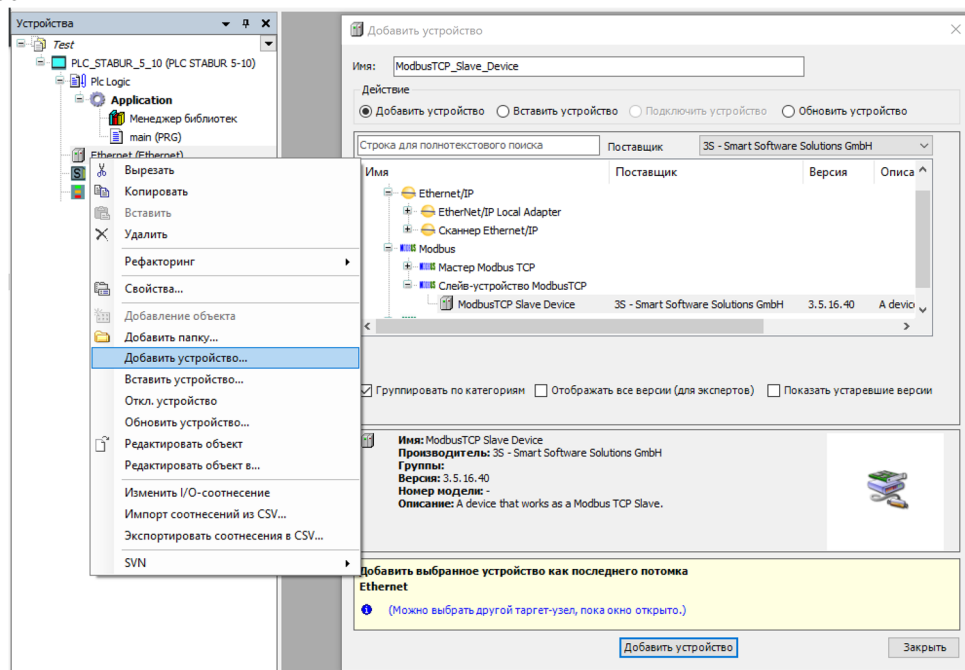 Устройства
Test
PLC_STABUR_5_10 (PLC STABUR 5-10)
Plc Logic
Application
Менеджер библиотек
main (PRG)
Ethernet (Ethernet)
S
Вырезать
Копировать
Вставить
Удалить
Рефакторинг
Свойства...
Добавление объекта
Добавить папку...
Добавить устройство...
Вставить устройство...
Откл. устройство
Обновить устройство...
Редактировать объект
Редактировать объект в...
Изменить I/O-соотнесение
Импорт соотнесений из CSV...
Экспортировать соотнесения в CSV...
SVN
Добавить устройство
Имя: ModbusTCP_Slave_Device
Действие
Добавить устройство Вставить устройство Подключить устройство Обновить устройство
Строка для полнотекстового поиска Поставщик 3S - Smart Software Solutions GmbH
Имя Поставщик Версия Описа
Ethernet/IP
EtherNet/IP Local Adapter
Сканнер Ethernet/IP
Modbus
Мастер Modbus TCP
Слейв-устройство ModbusTCP
ModbusTCP Slave Device 3S - Smart Software Solutions GmbH 3.5.16.40 A device
Группировать по категориям Отображать все версии (для экспертов) Показать устаревшие версии
Имя: ModbusTCP Slave Device
Производитель: 3S - Smart Software Solutions GmbH
Группы:
Версия: 3.5.16.40
Номер модели: -
Описание: A device that works as a Modbus TCP Slave.
Добавить выбранное устройство как последнего потомка
Ethernet
(Можно выбрать другой таргет-узел, пока окно открыто.)
Добавить устройство Закрыть